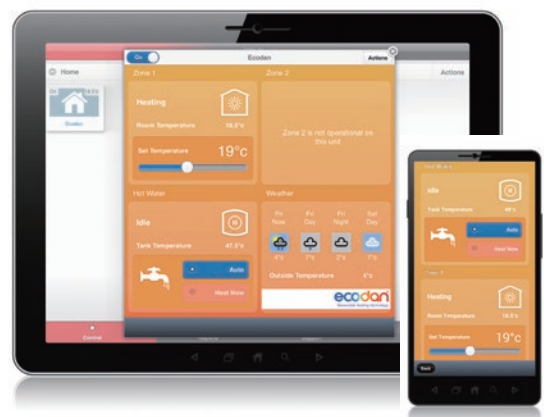 On
Ecodan
Actions
Home
Actions
Zone 1
Zone 2
Heating
Room Temperature
Set Temperature
19°c
Zone 2 is not operational on
this unit
Hot Water
Weather
Idle
Tank Temperature
47.5°c
Auto
Heat Now
Fri
Now
Fri
Day
Fri
Night
Sat
Day
4°c
7°c
2°c
7°c
Outside Temperature
4°c
ecodan
Renewable Heating Technology
Control
Idle
Tank Temperature
Auto
Heat Now
Heating
Room Temperature
Set Temperature
19°c
Back